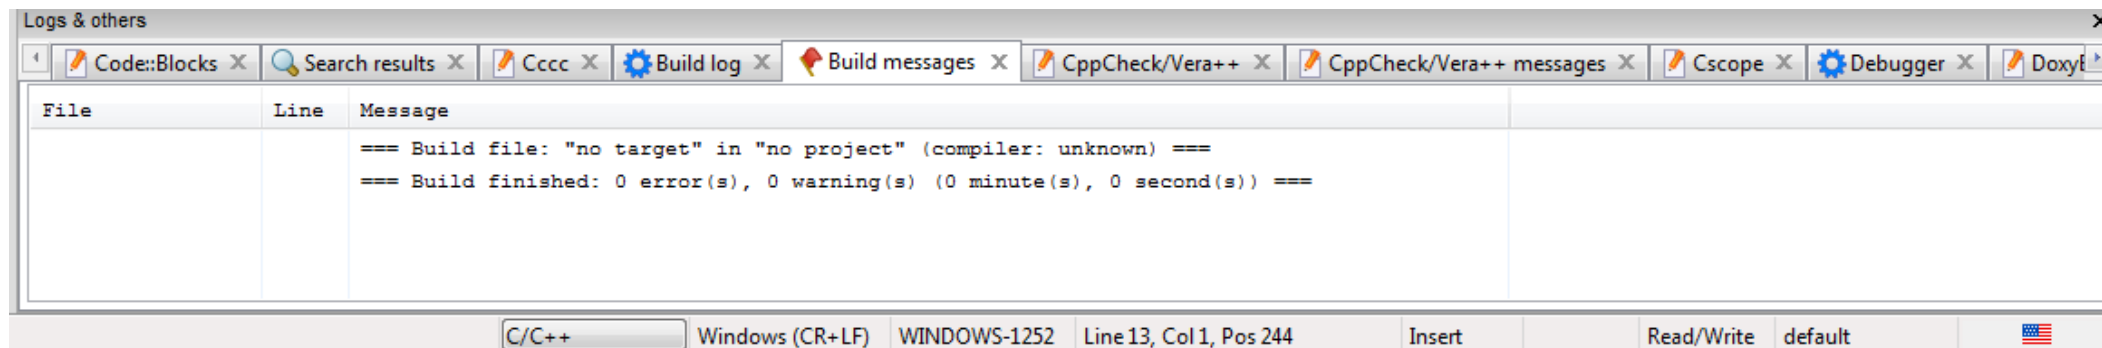 Logs & others
Code::Blocks Search results Cccc Build log Build messages CppCheck/Vera++ CppCheck/Vera++ messages Cscope Debugger
File Line Message
=== Build file: "no target" in "no project" (compiler: unknown) ===
=== Build finished: 0 error(s), 0 warning(s) (0 minute(s), 0 second(s)) ===
C/C++ Windows (CR+LF) WINDOWS-1252 Line 13, Col 1, Pos 244 Insert Read/Write default